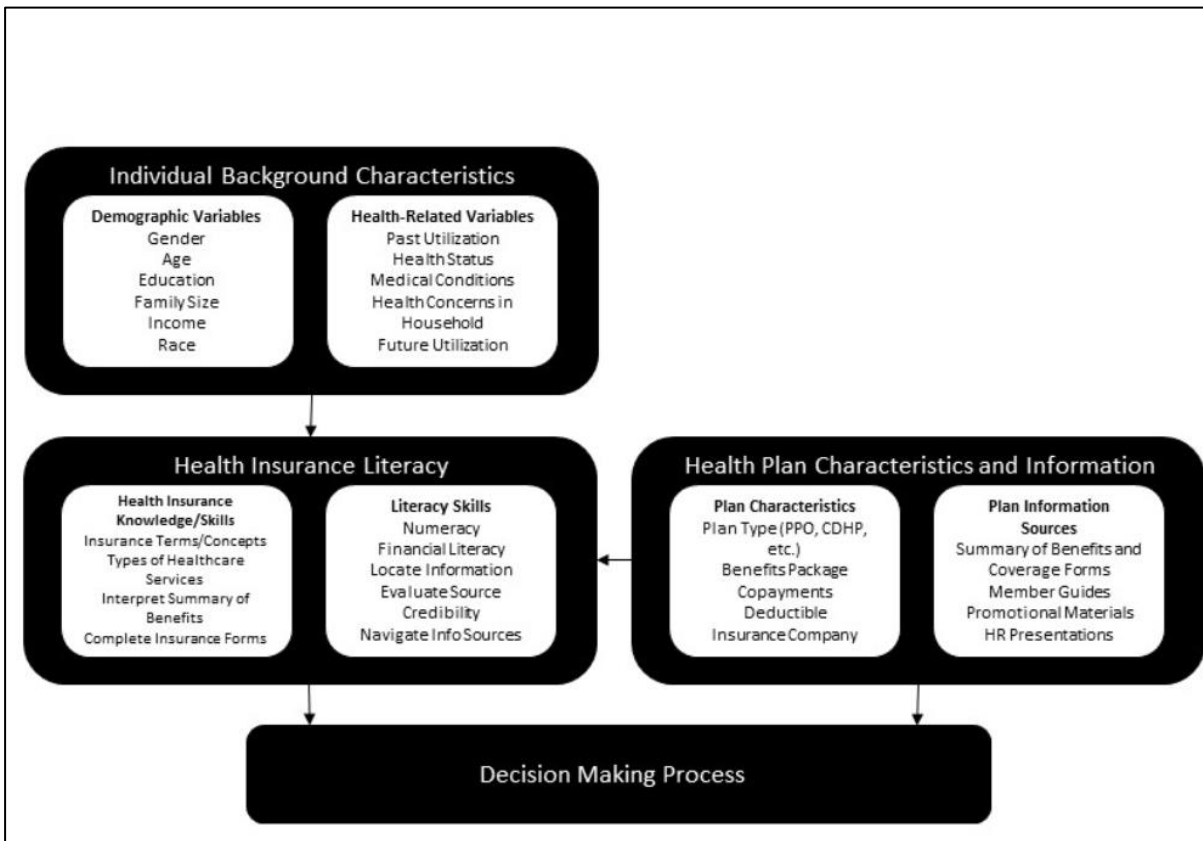 Individual Background Characteristics
Demographic Variables
Gender
Age
Education
Family Size
Income
Race
Health-Related Variables
Past Utilization
Health Status
Medical Conditions
Health Concerns in
Household
Future Utilization
Health Insurance Literacy
Health Insurance
Knowledge/Skills
Insurance Terms/Concepts
Types of Healthcare
Services
Interpret Summary of
Benefits
Complete Insurance Forms
Literacy Skills
Numeracy
Financial Literacy
Locate Information
Evaluate Source
Credibility
Navigate Info Sources
Health Plan Characteristics and Information
Plan Characteristics
Plan Type (PPO, CDHP,
etc.)
Benefits Package
Copayments
Deductible
Insurance Company
Plan Information
Sources
Summary of Benefits and
Coverage Forms
Member Guides
Promotional Materials
HR Presentations
Decision Making Process